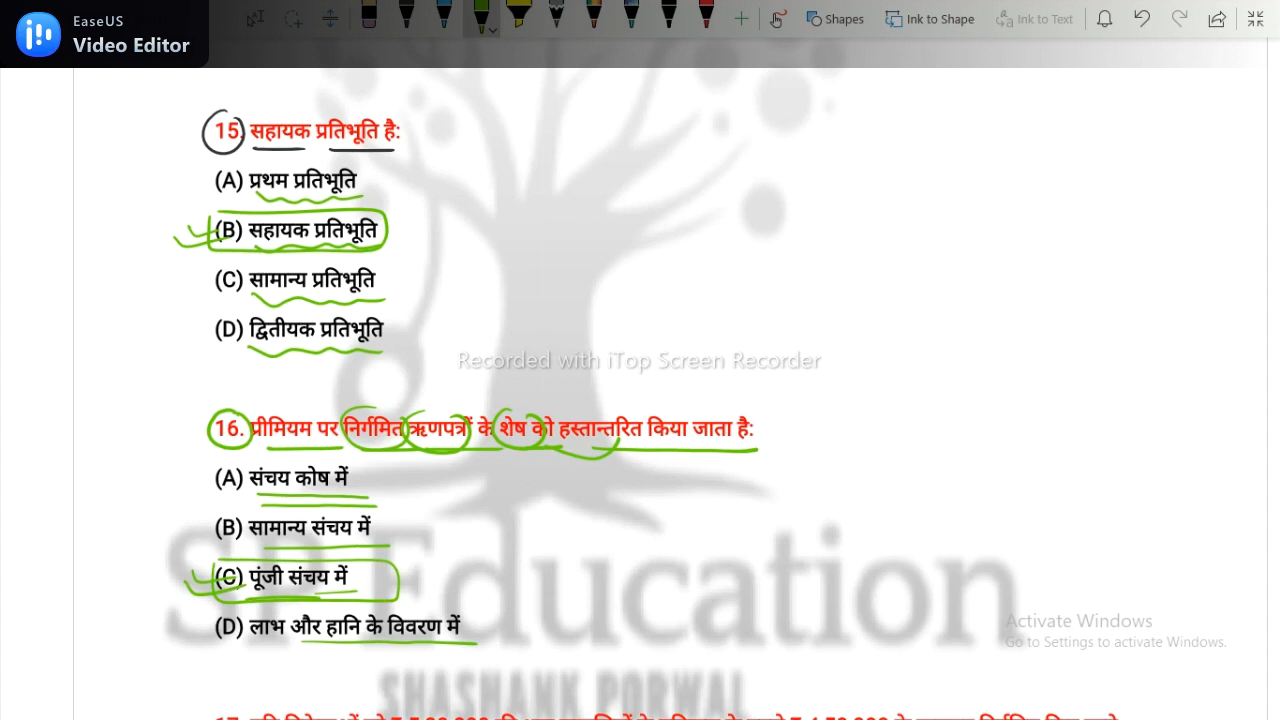 EaseUS
Video Editor
Shapes
Ink to Shape
Ink to Text
15. सहायक प्रतिभूति है:
(A) प्रथम प्रतिभूति
(B) सहायक प्रतिभूति
(C) सामान्य प्रतिभूति
(D) द्वितीयक प्रतिभूति
Recorded with iTop Screen Recorder
16. प्रीमियम पर निर्गमित ऋणपत्रों के शेष को हस्तान्तरित किया जाता है:
(A) संचय कोष में
(B) सामान्य संचय में
(C) पूंजी संचय में
(D) लाभ और हानि के विवरण में
SP Education
SHASHANK PORWAL
Activate Windows
Go to Settings to activate Windows.